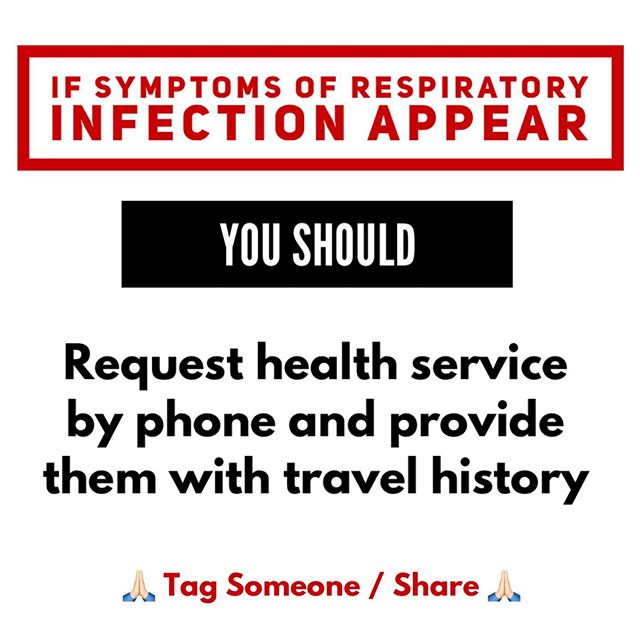 IF SYMPTOMS OF RESPIRATORY
INFECTION APPEAR
YOU SHOULD
Request health service
by phone and provide
them with travel history
🙏🏻 Tag Someone / Share 🙏🏻